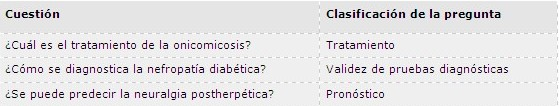 Cuestión Clasificación de la pregunta
¿Cuál es el tratamiento de la onicomicosis? Tratamiento
¿Cómo se diagnostica la nefropatía diabética? Validez de pruebas diagnósticas
¿Se puede predecir la neuralgia postherpética? Pronóstico